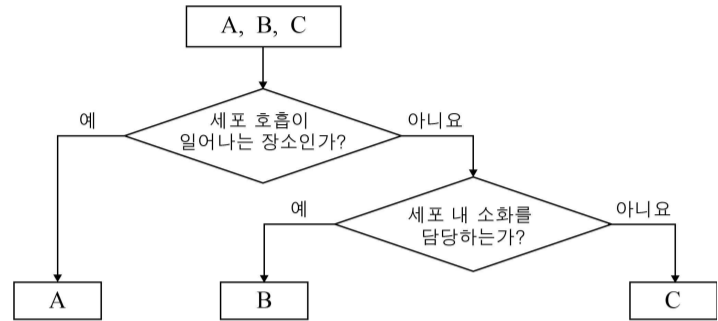 A, B, C
세포 호흡이
일어나는 장소인가?
예
아니요
세포 내 소화를
담당하는가?
예
아니요
A
B
C